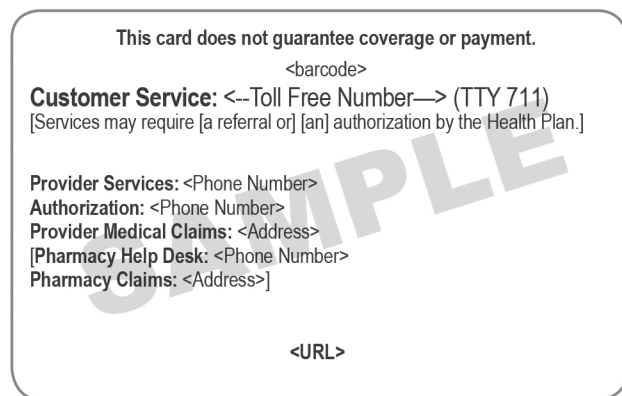 This card does not guarantee coverage or payment.
<barcode>
Customer Service: <--Toll Free Number—> (TTY 711)
[Services may require [a referral or] [an] authorization by the Health Plan.]
Provider Services: <Phone Number>
Authorization: <Phone Number>
Provider Medical Claims: <Address>
[Pharmacy Help Desk: <Phone Number>
Pharmacy Claims: <Address>]
SAMPLE
<URL>